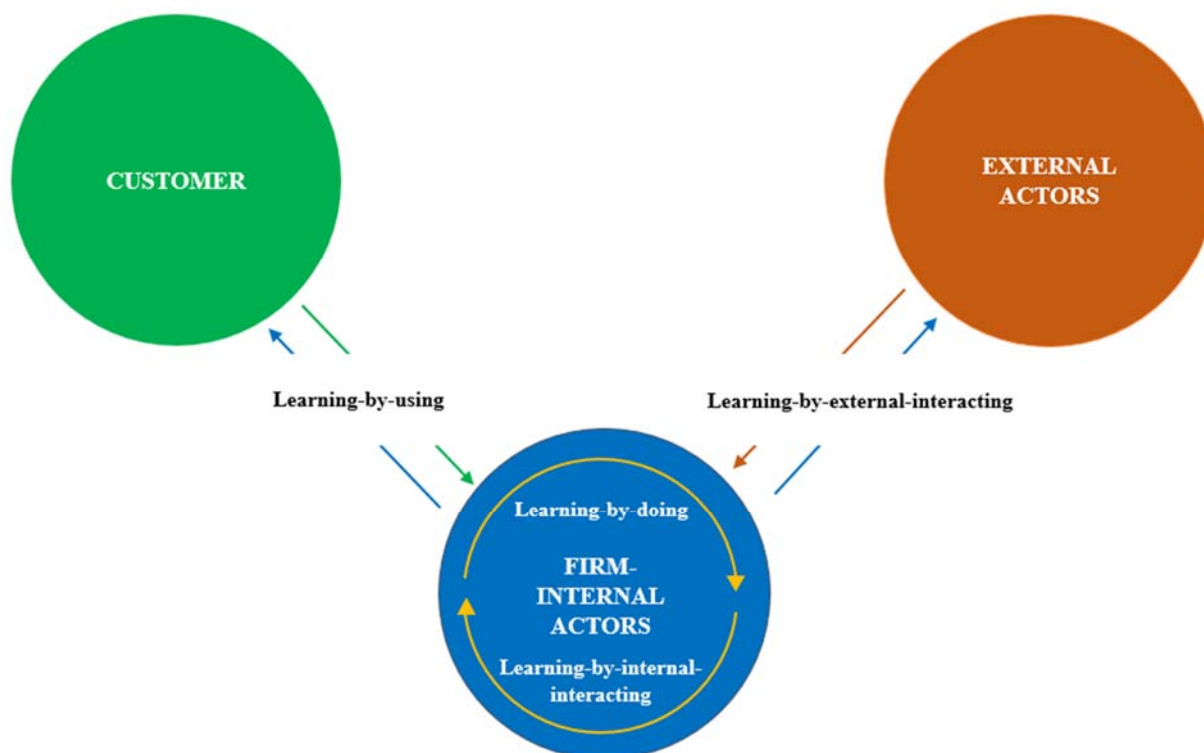 CUSTOMER
EXTERNAL
ACTORS
Learning-by-using
Learning-by-external-interacting
Learning-by-doing
FIRM-
INTERNAL
ACTORS
Learning-by-internal-
interacting